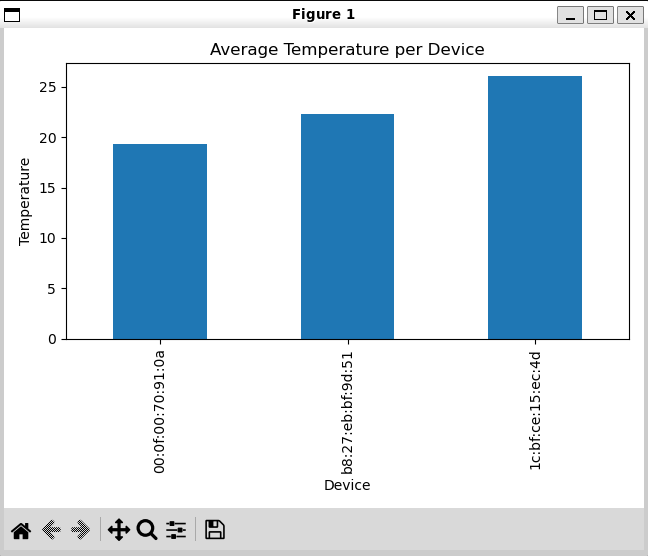 Figure 1
Average Temperature per Device
25
20
15
10
5
0
Temperature
00:0f:00:70:91:0a
b8:27:eb:bf:9d:51
1c:bf:ce:15:ec:4d
Device